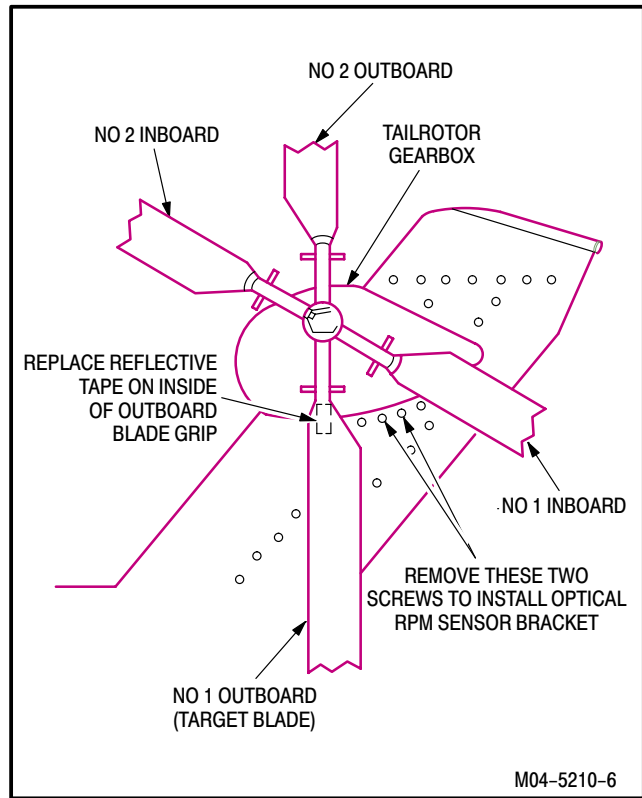 NO 2 OUTBOARD
NO 2 INBOARD
TAILROTOR
GEARBOX
REPLACE REFLECTIVE
TAPE ON INSIDE
OF OUTBOARD
BLADE GRIP
NO 1 INBOARD
REMOVE THESE TWO
SCREWS TO INSTALL OPTICAL
RPM SENSOR BRACKET
NO 1 OUTBOARD
(TARGET BLADE)
M04-5210-6